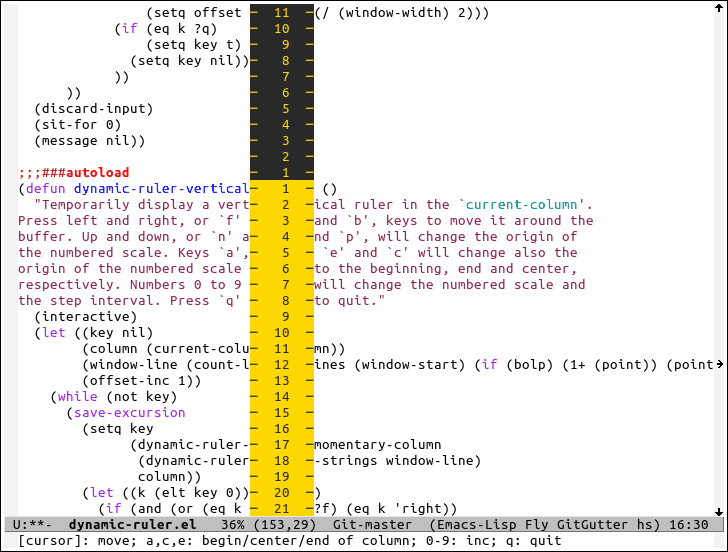 (setq offset − 11 −(/ (window-width) 2)))
            (if (eq k ?q) − 10 −
                (setq key t) − 9 −
              (setq key nil)) − 8 −
            )) − 7 −
      )) − 6 −
  (discard-input) − 5 −
  (sit-for 0) − 4 −
  (message nil)) − 3 −
− 2 −
;;;###autoload − 1 −
(defun dynamic-ruler-vertical − 1 − ()
  "Temporarily display a vert − 2 −ical ruler in the `current-column'.
Press left and right, or `f' − 3 −and `b', keys to move it around the
buffer. Up and down, or `n' a − 4 −nd `p', will change the origin of
the numbered scale. Keys `a', − 5 − `e' and `c' will change also the
origin of the numbered scale − 6 −to the beginning, end and center,
respectively. Numbers 0 to 9 − 7 −will change the numbered scale and
the step interval. Press `q' − 8 −to quit."
  (interactive) − 9 −
  (let ((key nil) − 10 −
        (column (current-colu − 11 −mn))
        (window-line (count-l − 12 −ines (window-start) (if (bolp) (1+ (point)) (point
        (offset-inc 1)) − 13 −
    (while (not key) − 14 −
      (save-excursion − 15 −
        (setq key − 16 −
              (dynamic-ruler- − 17 −momentary-column
               (dynamic-ruler − 18 −-strings window-line)
               column)) − 19 −
        (let ((k (elt key 0)) − 20 −)
          (if (and (or (eq k − 21 −?f) (eq k 'right))
U:**-  dynamic-ruler.el   36% (153,29)  Git-master  (Emacs-Lisp Fly GitGutter hs) 16:30
[cursor]: move; a,c,e: begin/center/end of column; 0-9: inc; q: quit